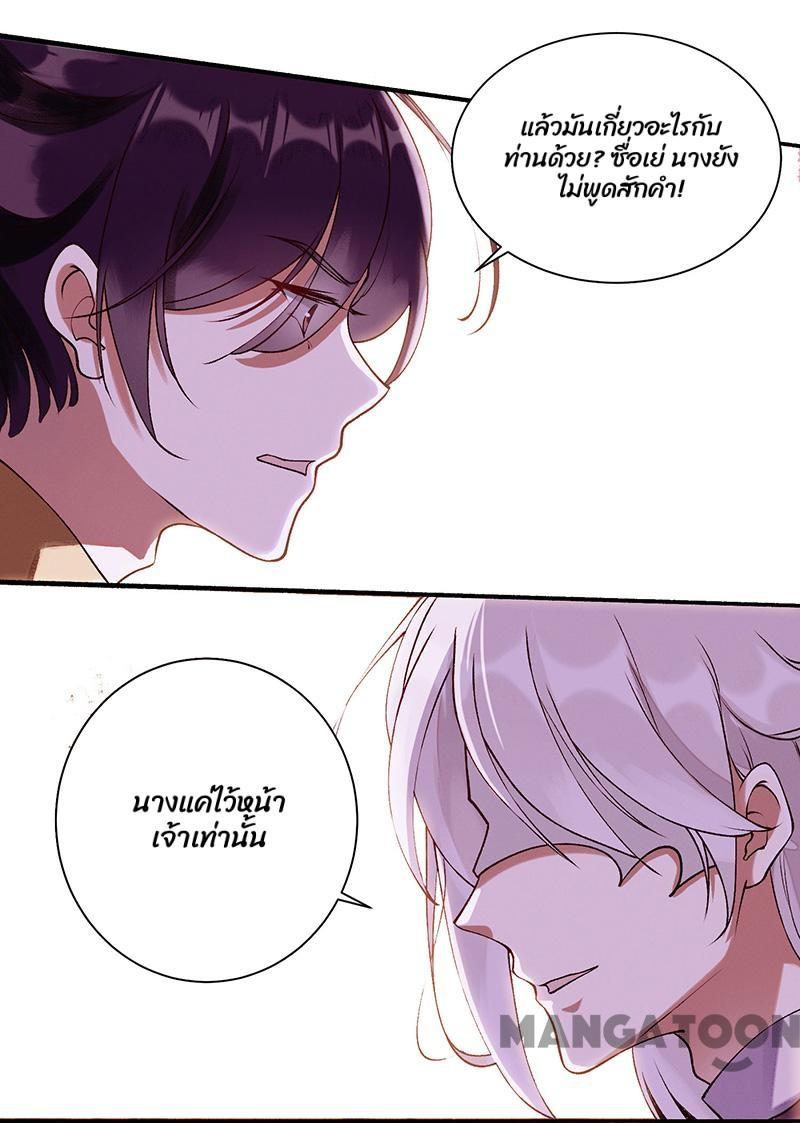 แล้วมันเกี่ยวอะไรกับ
ท่านด้วย? ซือเย่ นางยัง
ไม่พูดสักคำ!
นางแค่ไว้หน้า
เจ้าเท่านั้น
MANGATOON